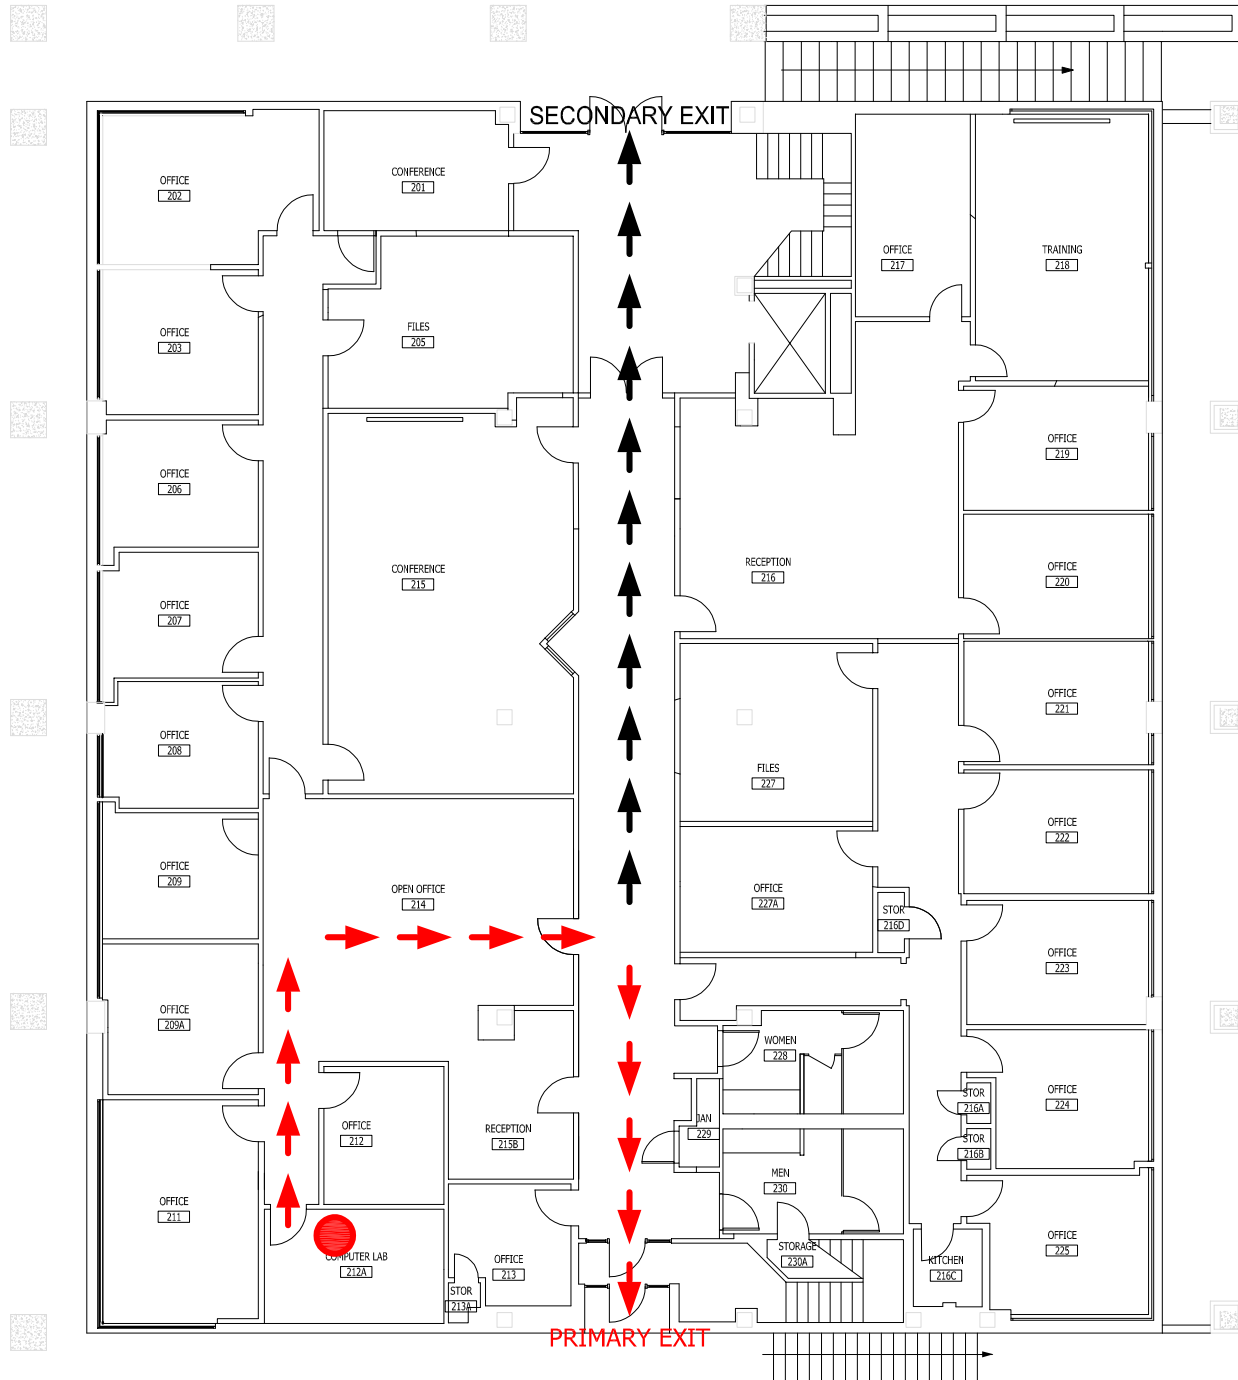 SECONDARY EXIT
CONFERENCE
201
OFFICE
202
OFFICE
217
TRAINING
218
OFFICE
203
FILES
205
OFFICE
219
OFFICE
206
CONFERENCE
215
RECEPTION
216
OFFICE
220
OFFICE
207
OFFICE
221
OFFICE
208
FILES
227
OFFICE
222
OFFICE
209
OPEN OFFICE
214
OFFICE
227A
STOR
216D
OFFICE
223
OFFICE
209A
WOMEN
228
OFFICE
224
STOR
216A
OFFICE
212
RECEPTION
215B
JAN
229
STOR
216B
MEN
230
OFFICE
211
OFFICE
225
COMPUTER LAB
212A
OFFICE
213
STORAGE
230A
KITCHEN
216C
STOR
213A
PRIMARY EXIT